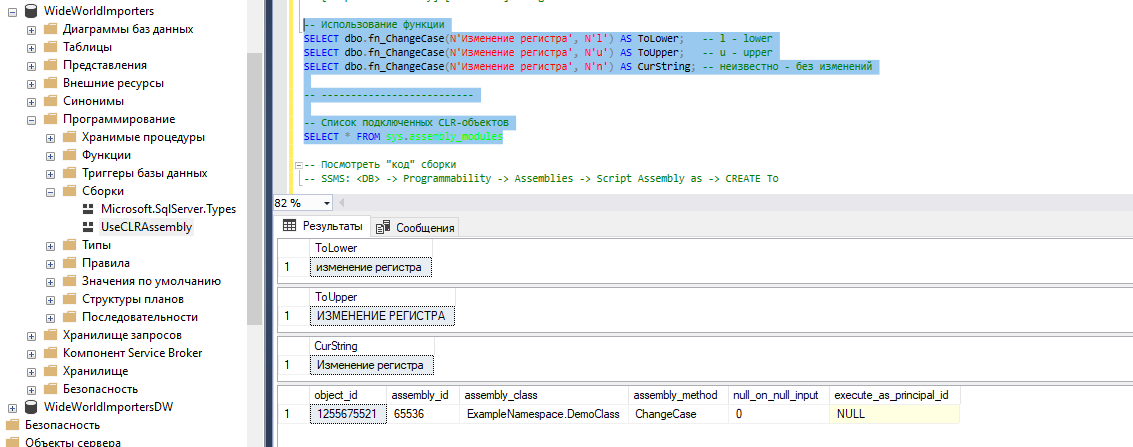 WideWorldImporters
Диаграммы баз данных
Таблицы
Представления
Внешние ресурсы
Синонимы
Программирование
Хранимые процедуры
Функции
Триггеры базы данных
Сборки
Microsoft.SqlServer.Types
UseCLRAssembly
Типы
Правила
Значения по умолчанию
Структуры планов
Последовательности
Хранилище запросов
Компонент Service Broker
Хранилище
Безопасность
WideWorldImportersDW
Безопасность
Объекты сервера
-- Использование функции
SELECT dbo.fn_ChangeCase(N'Изменение регистра', N'l') AS ToLower;   -- l - lower
SELECT dbo.fn_ChangeCase(N'Изменение регистра', N'u') AS ToUpper;   -- u - upper
SELECT dbo.fn_ChangeCase(N'Изменение регистра', N'n') AS CurString; -- неизвестно - без изменений
-- -------------------------
-- Список подключенных CLR-объектов
SELECT * FROM sys.assembly_modules
-- Посмотреть "код" сборки
-- SSMS: <DB> -> Programmability -> Assemblies -> Script Assembly as -> CREATE To
82 %
Результаты Сообщения
ToLower
1 изменение регистра
ToUpper
1 ИЗМЕНЕНИЕ РЕГИСТРА
CurString
1 Изменение регистра
object_id assembly_id assembly_class assembly_method null_on_null_input execute_as_principal_id
1 1255675521 65536 ExampleNamespace.DemoClass ChangeCase 0 NULL